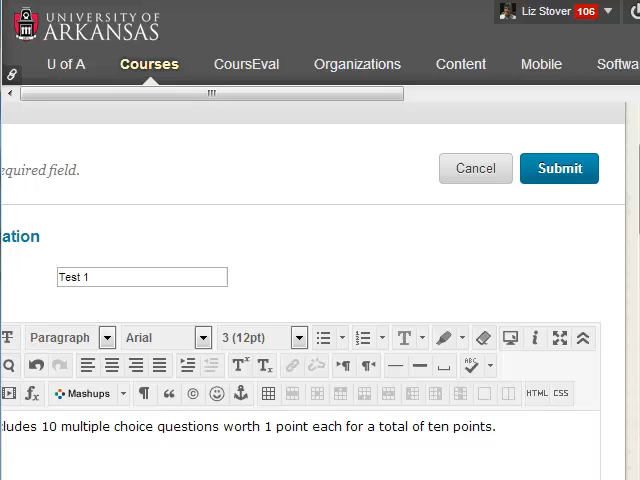 UNIVERSITY OF
ARKANSAS
Liz Stover 106
U of A Courses CoursEval Organizations Content Mobile Softwa
equired field.
Cancel Submit
ation
Test 1
T Paragraph Arial 3 (12pt) T i
T T ABC
fx Mashups ¶ “ © HTML CSS
cludes 10 multiple choice questions worth 1 point each for a total of ten points.